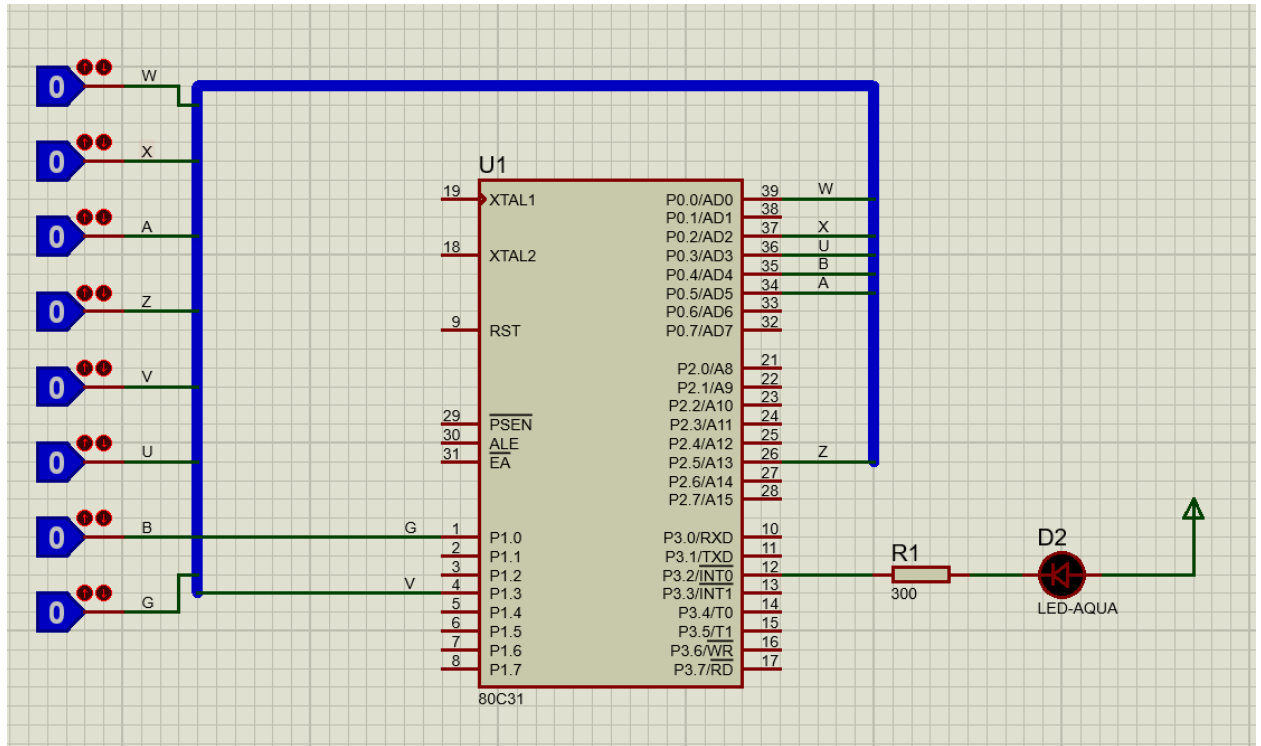 0 W
0 X
0 A
0 Z
0 V
0 U
0 B
0 G
U1
19 XTAL1
18 XTAL2
9 RST
29 PSEN
30 ALE
31 EA
G 1 P1.0
2 P1.1
3 P1.2
V 4 P1.3
5 P1.4
6 P1.5
7 P1.6
8 P1.7
P0.0/AD0 39 W
P0.1/AD1 38
P0.2/AD2 37 X
P0.3/AD3 36 U
P0.4/AD4 35 B
P0.5/AD5 34 A
P0.6/AD6 33
P0.7/AD7 32
P2.0/A8 21
P2.1/A9 22
P2.2/A10 23
P2.3/A11 24
P2.4/A12 25
P2.5/A13 26 Z
P2.6/A14 27
P2.7/A15 28
P3.0/RXD 10
P3.1/TXD 11
P3.2/INT0 12
P3.3/INT1 13
P3.4/T0 14
P3.5/T1 15
P3.6/WR 16
P3.7/RD 17
80C31
R1
300
D2
LED-AQUA